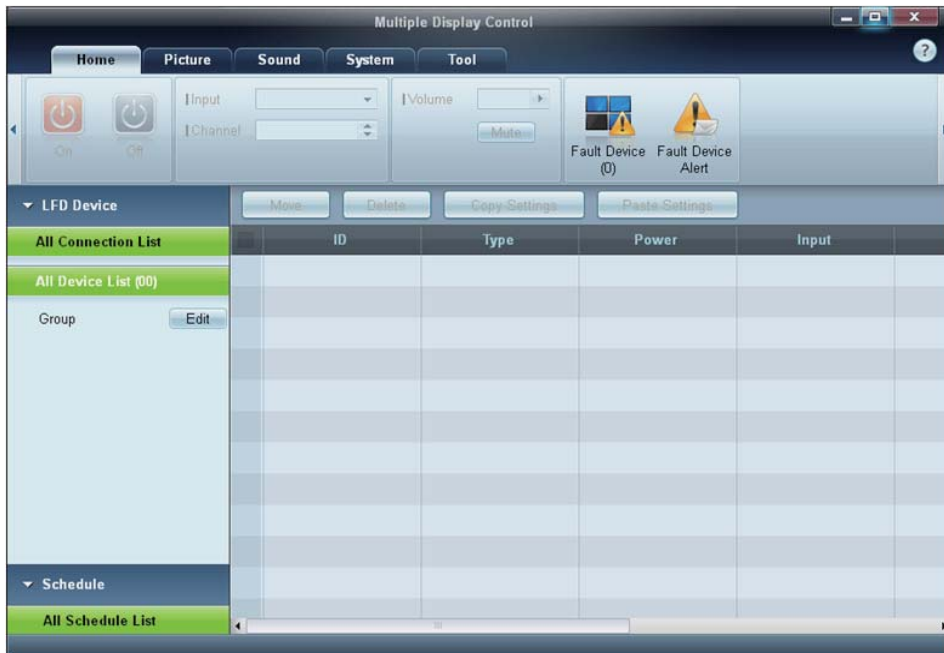 Multiple Display Control
Home Picture Sound System Tool
Input
Channel
On Off
Volume
Mute
Fault Device
(0)
Fault Device
Alert
LFD Device
Move Delete Copy Settings Paste Settings
All Connection List
ID Type Power Input
All Device List (00)
Group Edit
Schedule
All Schedule List